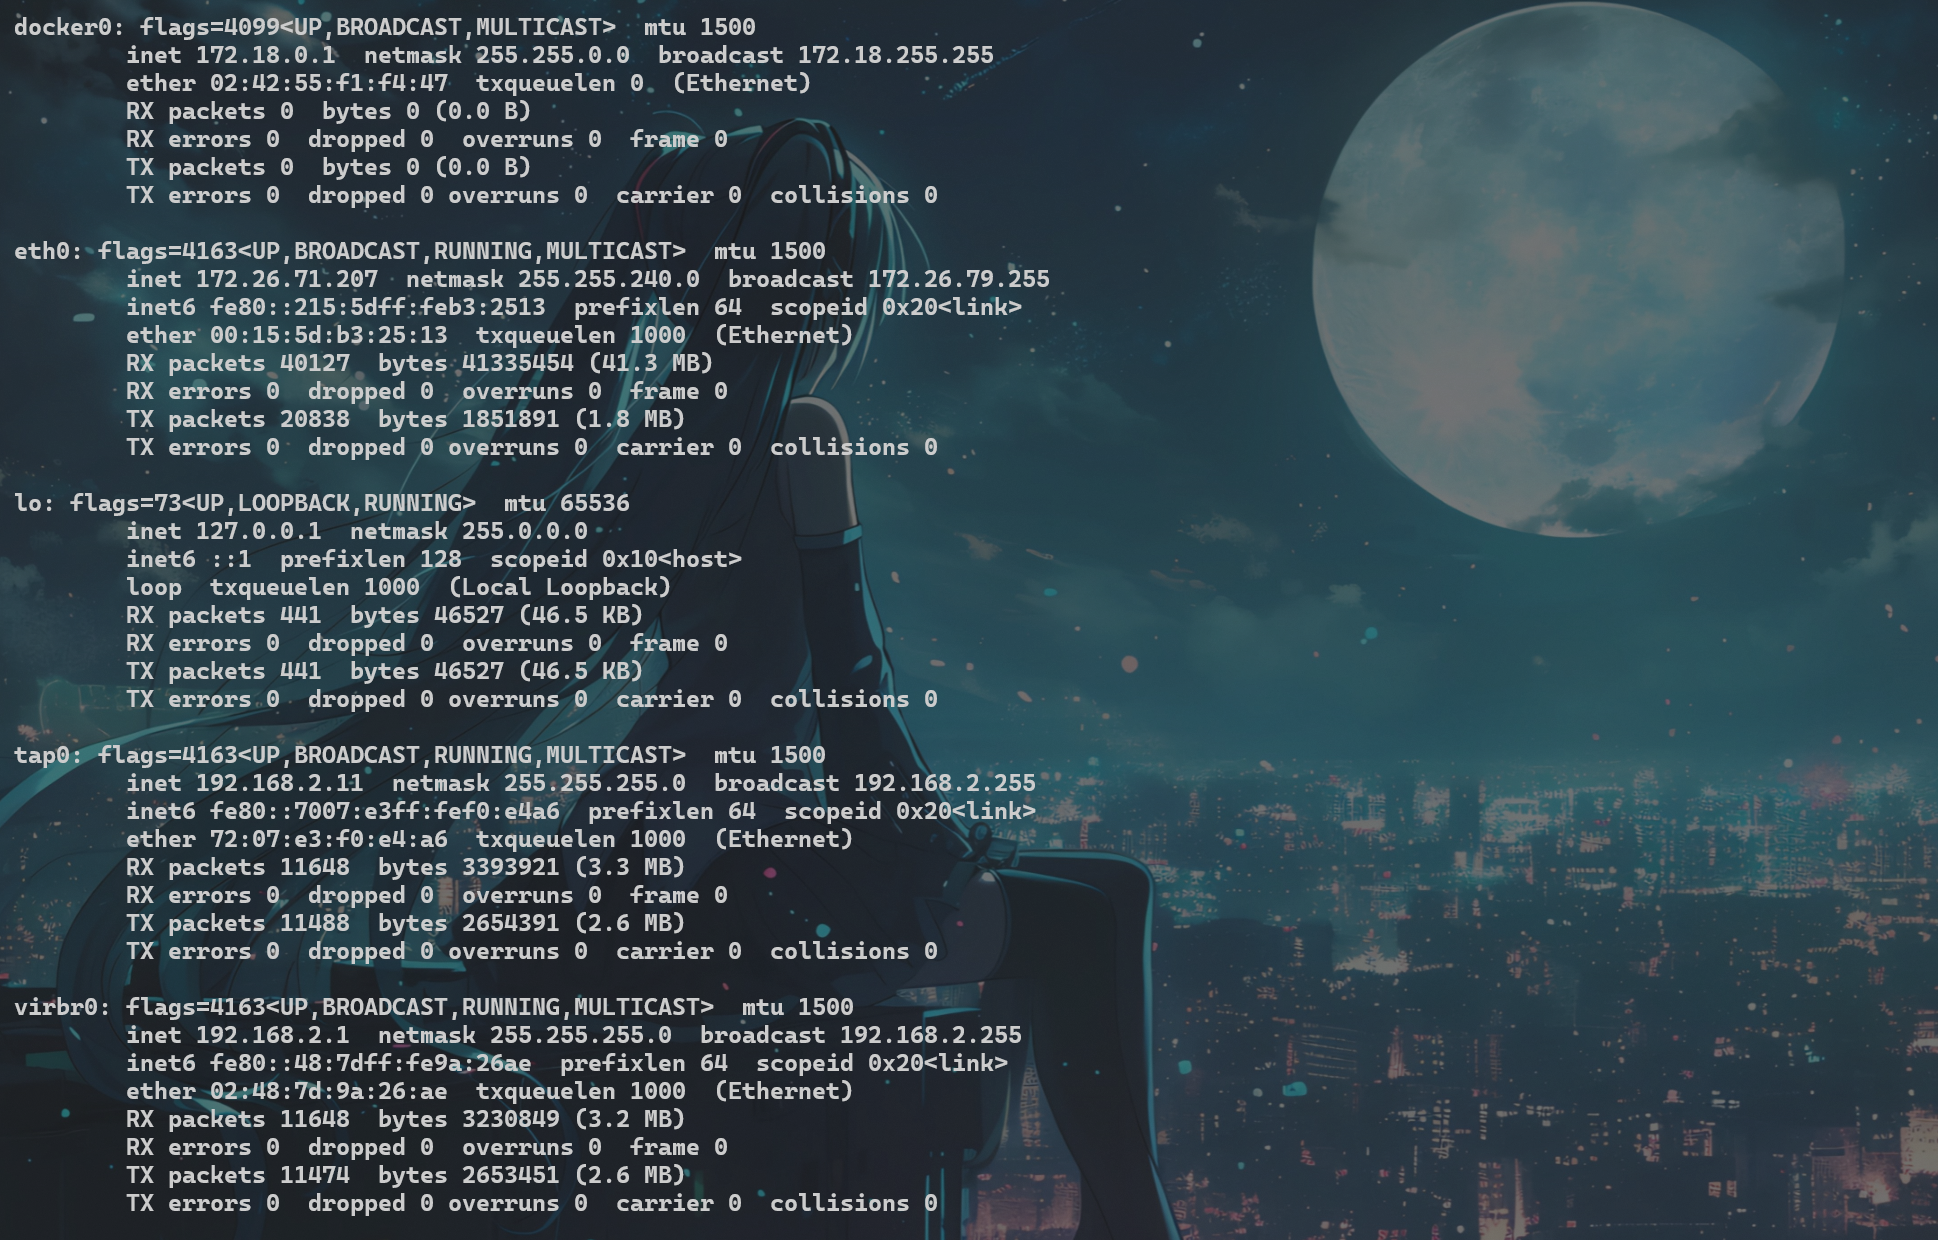 docker0: flags=4099<UP,BROADCAST,MULTICAST>  mtu 1500
        inet 172.18.0.1  netmask 255.255.0.0  broadcast 172.18.255.255
        ether 02:42:55:f1:f4:47  txqueuelen 0  (Ethernet)
        RX packets 0  bytes 0 (0.0 B)
        RX errors 0  dropped 0  overruns 0  frame 0
        TX packets 0  bytes 0 (0.0 B)
        TX errors 0  dropped 0 overruns 0  carrier 0  collisions 0

eth0: flags=4163<UP,BROADCAST,RUNNING,MULTICAST>  mtu 1500
        inet 172.26.71.207  netmask 255.255.240.0  broadcast 172.26.79.255
        inet6 fe80::215:5dff:feb3:2513  prefixlen 64  scopeid 0x20<link>
        ether 00:15:5d:b3:25:13  txqueuelen 1000  (Ethernet)
        RX packets 40127  bytes 41335454 (41.3 MB)
        RX errors 0  dropped 0  overruns 0  frame 0
        TX packets 20838  bytes 1851891 (1.8 MB)
        TX errors 0  dropped 0 overruns 0  carrier 0  collisions 0

lo: flags=73<UP,LOOPBACK,RUNNING>  mtu 65536
        inet 127.0.0.1  netmask 255.0.0.0
        inet6 ::1  prefixlen 128  scopeid 0x10<host>
        loop  txqueuelen 1000  (Local Loopback)
        RX packets 441  bytes 46527 (46.5 KB)
        RX errors 0  dropped 0  overruns 0  frame 0
        TX packets 441  bytes 46527 (46.5 KB)
        TX errors 0  dropped 0 overruns 0  carrier 0  collisions 0

tap0: flags=4163<UP,BROADCAST,RUNNING,MULTICAST>  mtu 1500
        inet 192.168.2.11  netmask 255.255.255.0  broadcast 192.168.2.255
        inet6 fe80::7007:e3ff:fef0:e4a6  prefixlen 64  scopeid 0x20<link>
        ether 72:07:e3:f0:e4:a6  txqueuelen 1000  (Ethernet)
        RX packets 11648  bytes 3393921 (3.3 MB)
        RX errors 0  dropped 0  overruns 0  frame 0
        TX packets 11488  bytes 2654391 (2.6 MB)
        TX errors 0  dropped 0 overruns 0  carrier 0  collisions 0

virbr0: flags=4163<UP,BROADCAST,RUNNING,MULTICAST>  mtu 1500
        inet 192.168.2.1  netmask 255.255.255.0  broadcast 192.168.2.255
        inet6 fe80::48:7dff:fe9a:26ae  prefixlen 64  scopeid 0x20<link>
        ether 02:48:7d:9a:26:ae  txqueuelen 1000  (Ethernet)
        RX packets 11648  bytes 3230849 (3.2 MB)
        RX errors 0  dropped 0  overruns 0  frame 0
        TX packets 11474  bytes 2653451 (2.6 MB)
        TX errors 0  dropped 0 overruns 0  carrier 0  collisions 0